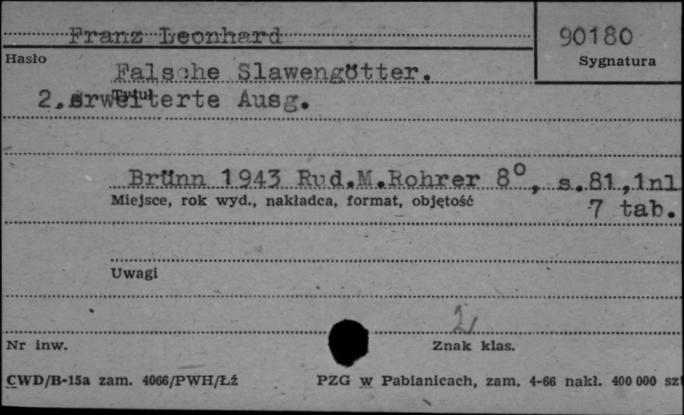 Franz Leonhard
90180
Hasło
Sygnatura
Falsche Slawengötter.
Tytuł
2.erweiterte Ausg.
Brünn 1943 Rud.M.Rohrer 8°, s.81,1nl
Miejsce, rok wyd., nakładca, format, objętość
7 tab.
Uwagi
2
Nr inw.
Znak klas.
CWD/B-15a zam. 4066/PWH/Łź
PZG w Pabianicach, zam. 4-66 nakł. 400 000 szt